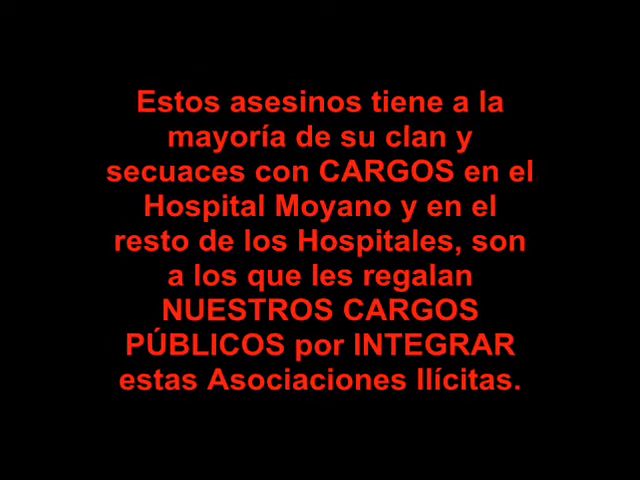 Estos asesinos tiene a la
mayoría de su clan y
secuaces con CARGOS en el
Hospital Moyano y en el
resto de los Hospitales, son
a los que les regalan
NUESTROS CARGOS
PÚBLICOS por INTEGRAR
estas Asociaciones Ilícitas.